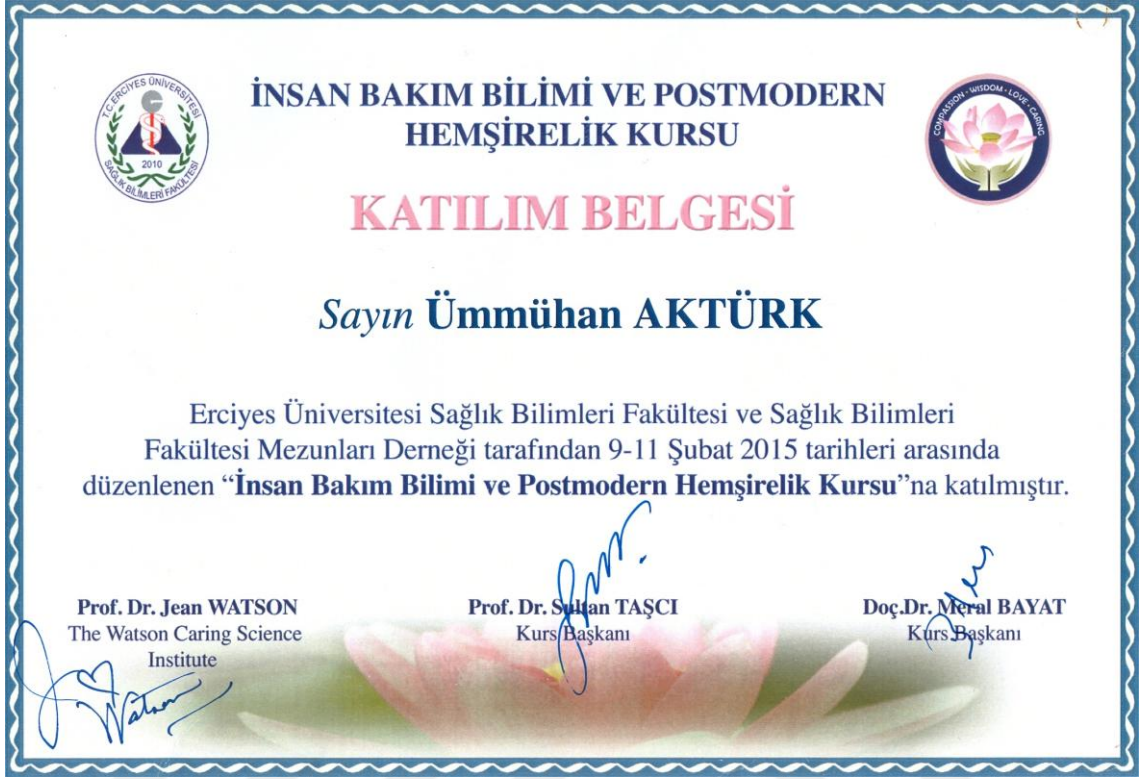 T.C. ERCİYES ÜNİVERSİTESİ
SAĞLIK BİLİMLERİ FAKÜLTESİ
2010
COMPASSION · WISDOM · LOVE · CARING
İNSAN BAKIM BİLİMİ VE POSTMODERN
HEMŞİRELİK KURSU
KATILIM BELGESİ
Sayın Ümmühan AKTÜRK
Erciyes Üniversitesi Sağlık Bilimleri Fakültesi ve Sağlık Bilimleri
Fakültesi Mezunları Derneği tarafından 9-11 Şubat 2015 tarihleri arasında
düzenlenen “İnsan Bakım Bilimi ve Postmodern Hemşirelik Kursu”na katılmıştır.
Prof. Dr. Jean WATSON
The Watson Caring Science
Institute
Watson
Prof. Dr. Sultan TAŞCI
Kurs Başkanı
Doç.Dr. Meral BAYAT
Kurs Başkanı